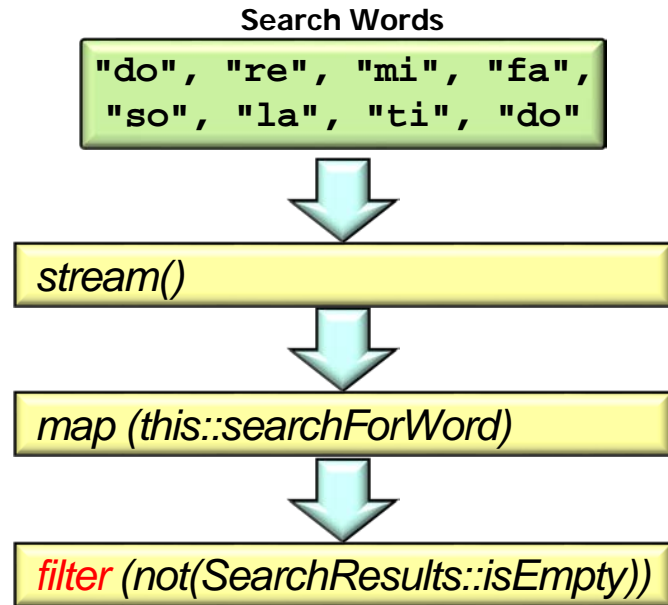 Search Words
"do", "re", "mi", "fa",
"so", "la", "ti", "do"
stream()
map (this::searchForWord)
filter (not(SearchResults::isEmpty))